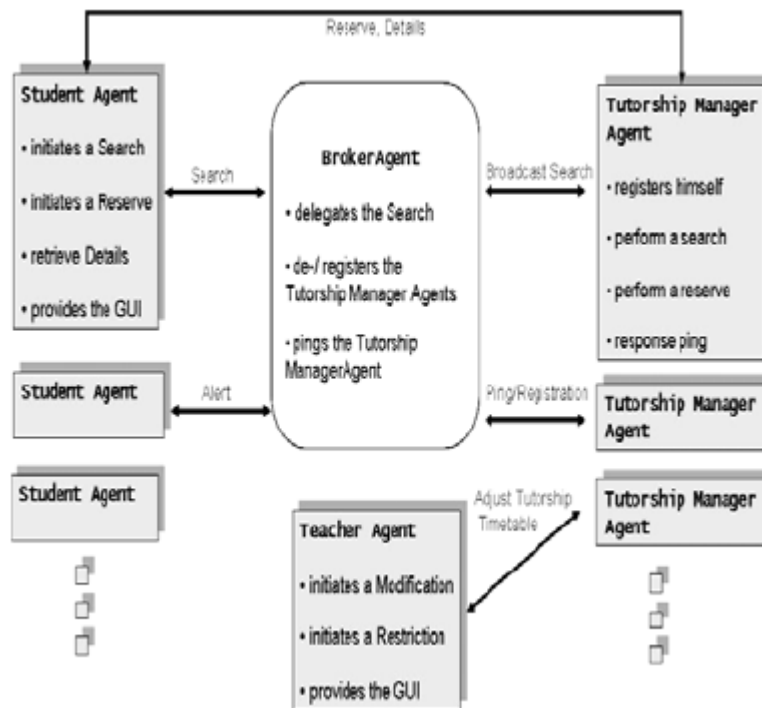 Reserve, Details
Student Agent
• initiates a Search
• initiates a Reserve
• retrieve Details
• provides the GUI
Search
BrokerAgent
• delegates the Search
• de-/ registers the
Tutorship Manager Agents
• pings the Tutorship
ManagerAgent
Broadcast Search
Tutorship Manager
Agent
• registers himself
• perform a search
• perform a reserve
• response ping
Student Agent
Alert
Ping/Registration
Tutorship Manager
Agent
Student Agent
Teacher Agent
• initiates a Modification
• initiates a Restriction
• provides the GUI
Adjust Tutorship
Timetable
Tutorship Manager
Agent